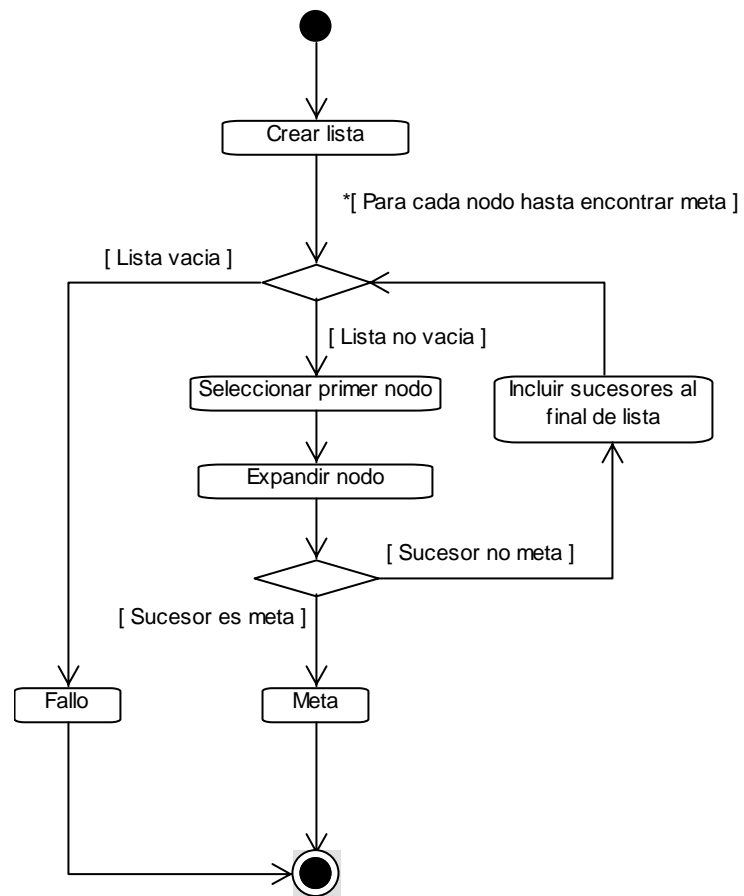 Crear lista
*[ Para cada nodo hasta encontrar meta ]
[ Lista vacia ]
[ Lista no vacia ]
Seleccionar primer nodo
Incluir sucesores al
final de lista
Expandir nodo
[ Sucesor no meta ]
[ Sucesor es meta ]
Fallo
Meta